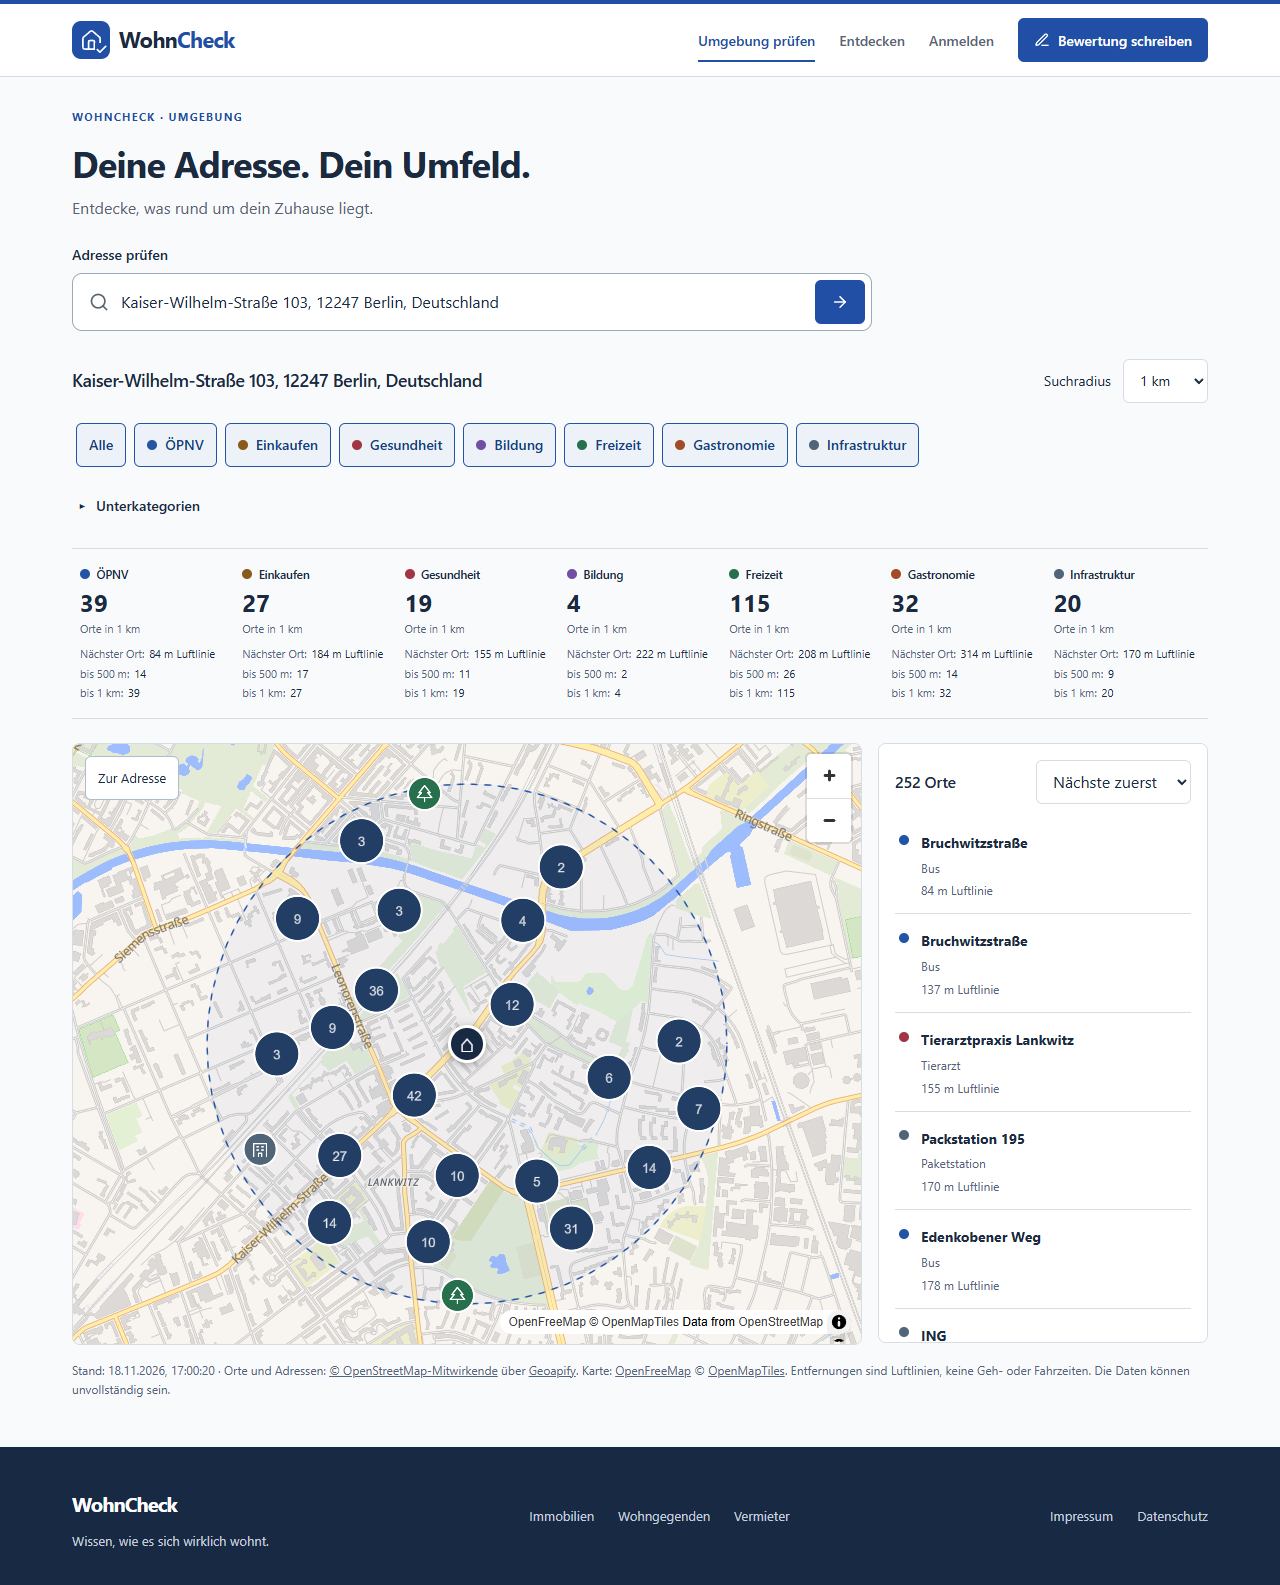 WohnCheck
Umgebung prüfen
Entdecken
Anmelden
Bewertung schreiben
WOHNCHECK · UMGEBUNG
Deine Adresse. Dein Umfeld.
Entdecke, was rund um dein Zuhause liegt.
Adresse prüfen
Kaiser-Wilhelm-Straße 103, 12247 Berlin, Deutschland
Kaiser-Wilhelm-Straße 103, 12247 Berlin, Deutschland
Suchradius
1 km
Alle
ÖPNV
Einkaufen
Gesundheit
Bildung
Freizeit
Gastronomie
Infrastruktur
Unterkategorien
ÖPNV
39
Orte in 1 km
Nächster Ort: 84 m Luftlinie
bis 500 m: 14
bis 1 km: 39
Einkaufen
27
Orte in 1 km
Nächster Ort: 184 m Luftlinie
bis 500 m: 17
bis 1 km: 27
Gesundheit
19
Orte in 1 km
Nächster Ort: 155 m Luftlinie
bis 500 m: 11
bis 1 km: 19
Bildung
4
Orte in 1 km
Nächster Ort: 222 m Luftlinie
bis 500 m: 2
bis 1 km: 4
Freizeit
115
Orte in 1 km
Nächster Ort: 208 m Luftlinie
bis 500 m: 26
bis 1 km: 115
Gastronomie
32
Orte in 1 km
Nächster Ort: 314 m Luftlinie
bis 500 m: 14
bis 1 km: 32
Infrastruktur
20
Orte in 1 km
Nächster Ort: 170 m Luftlinie
bis 500 m: 9
bis 1 km: 20
Zur Adresse
+
−
Ringstraße
3
2
9
3
4
Siemensstraße
Leonorenstraße
36
12
9
3
2
6
42
7
27
10
5
14
LANKWITZ
Kaiser-Wilhelm-Straße
14
10
31
OpenFreeMap © OpenMapTiles Data from OpenStreetMap
252 Orte
Nächste zuerst
Bruchwitzstraße
Bus
84 m Luftlinie
Bruchwitzstraße
Bus
137 m Luftlinie
Tierarztpraxis Lankwitz
Tierarzt
155 m Luftlinie
Packstation 195
Paketstation
170 m Luftlinie
Edenkobener Weg
Bus
178 m Luftlinie
ING
Stand: 18.11.2026, 17:00:20 · Orte und Adressen: © OpenStreetMap-Mitwirkende über Geoapify. Karte: OpenFreeMap © OpenMapTiles. Entfernungen sind Luftlinien, keine Geh- oder Fahrzeiten. Die Daten können
unvollständig sein.
WohnCheck
Wissen, wie es sich wirklich wohnt.
Immobilien
Wohngegenden
Vermieter
Impressum
Datenschutz